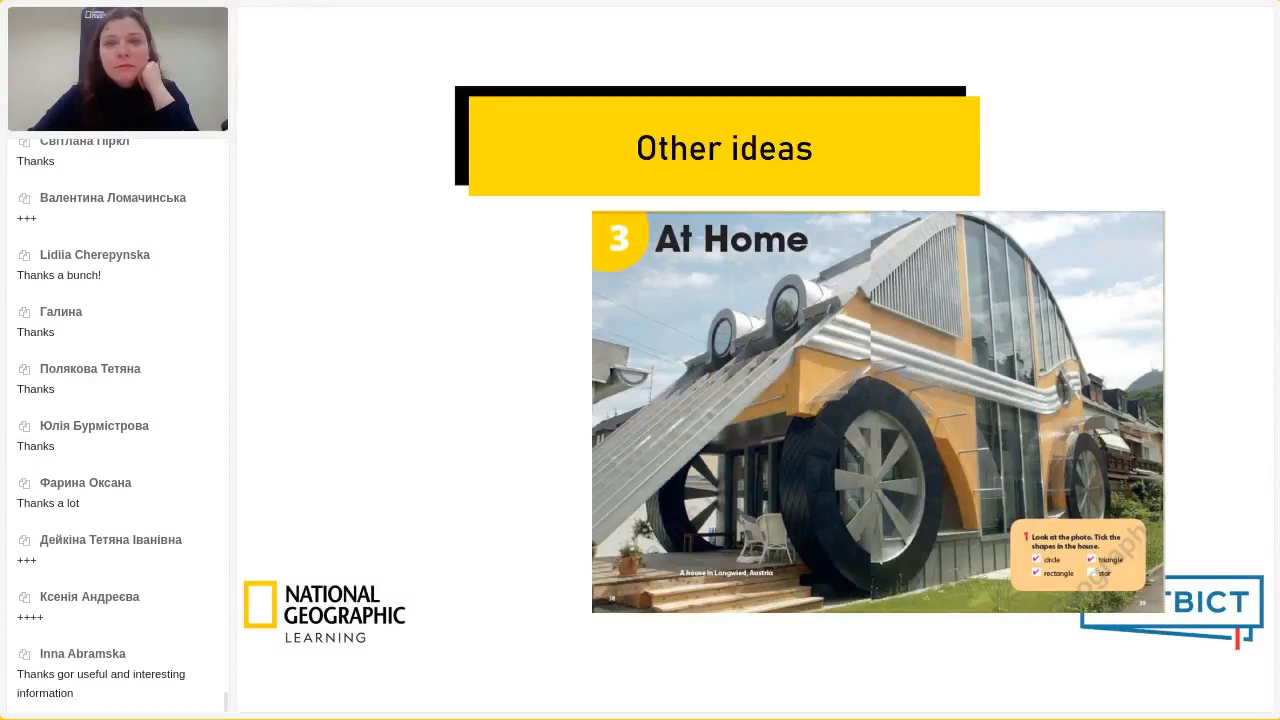 Світлана Піркл
Thanks
Валентина Ломачинська
+++
Lidiia Cherepynska
Thanks a bunch!
Галина
Thanks
Полякова Тетяна
Thanks
Юлія Бурмістрова
Thanks
Фарина Оксана
Thanks a lot
Дейкіна Тетяна Іванівна
+++
Ксенія Андреєва
++++
Inna Abramska
Thanks gor useful and interesting
information
Other ideas
3 At Home
1 Look at the photo. Tick the
shapes in the house.
circle triangle
rectangle star
A house in Langwied, Austria
38
39
NATIONAL
GEOGRAPHIC
LEARNING
ТВІСТ